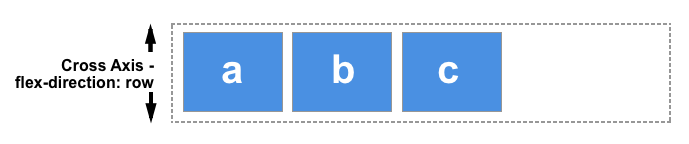 Cross Axis -
flex-direction: row
a b c